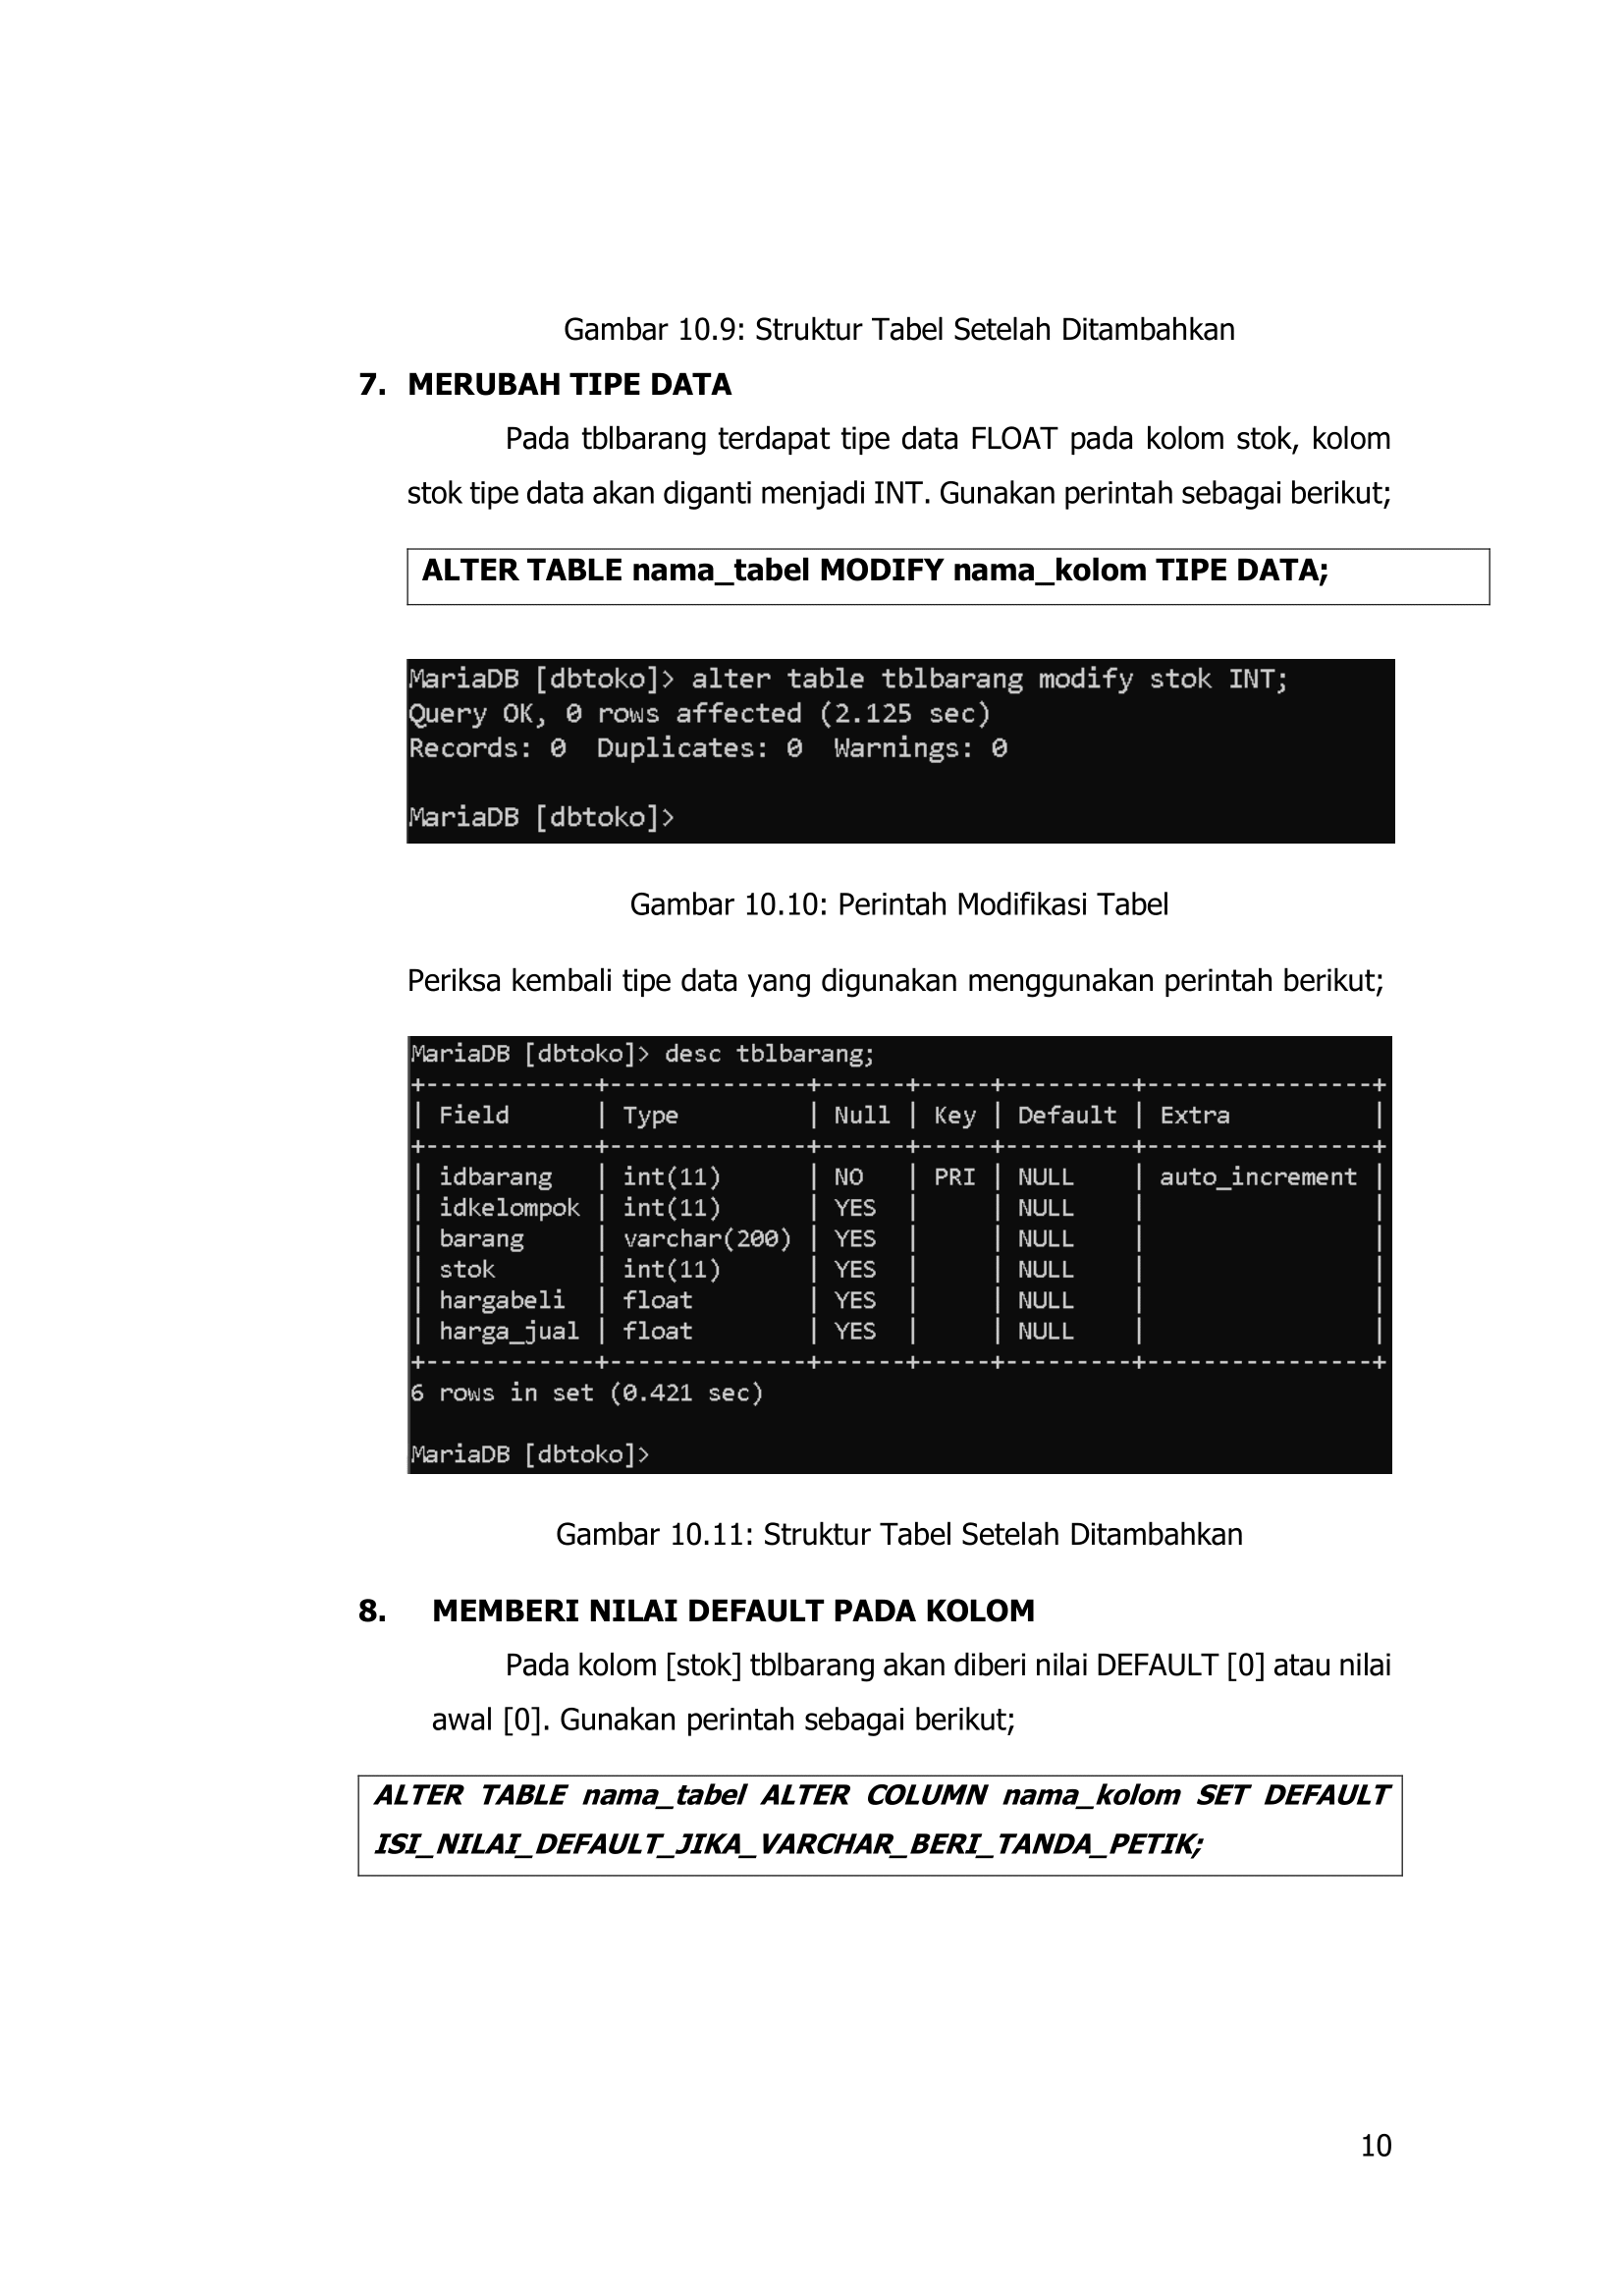 Gambar 10.9: Struktur Tabel Setelah Ditambahkan
7. MERUBAH TIPE DATA
Pada tblbarang terdapat tipe data FLOAT pada kolom stok, kolom
stok tipe data akan diganti menjadi INT. Gunakan perintah sebagai berikut;
ALTER TABLE nama_tabel MODIFY nama_kolom TIPE DATA;
MariaDB [dbtoko]> alter table tblbarang modify stok INT;
Query OK, 0 rows affected (2.125 sec)
Records: 0  Duplicates: 0  Warnings: 0
MariaDB [dbtoko]>
Gambar 10.10: Perintah Modifikasi Tabel
Periksa kembali tipe data yang digunakan menggunakan perintah berikut;
MariaDB [dbtoko]> desc tblbarang;
+------------+--------------+------+-----+---------+----------------+
| Field      | Type         | Null | Key | Default | Extra          |
+------------+--------------+------+-----+---------+----------------+
| idbarang   | int(11)      | NO   | PRI | NULL    | auto_increment |
| idkelompok | int(11)      | YES  |     | NULL    |                |
| barang     | varchar(200) | YES  |     | NULL    |                |
| stok       | int(11)      | YES  |     | NULL    |                |
| hargabeli  | float        | YES  |     | NULL    |                |
| harga_jual | float        | YES  |     | NULL    |                |
+------------+--------------+------+-----+---------+----------------+
6 rows in set (0.421 sec)
MariaDB [dbtoko]>
Gambar 10.11: Struktur Tabel Setelah Ditambahkan
8. MEMBERI NILAI DEFAULT PADA KOLOM
Pada kolom [stok] tblbarang akan diberi nilai DEFAULT [0] atau nilai
awal [0]. Gunakan perintah sebagai berikut;
ALTER TABLE nama_tabel ALTER COLUMN nama_kolom SET DEFAULT
ISI_NILAI_DEFAULT_JIKA_VARCHAR_BERI_TANDA_PETIK;
10